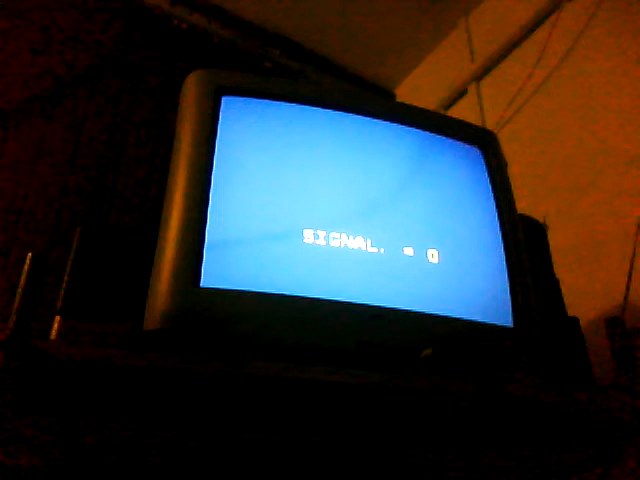 SIGNAL. = 0